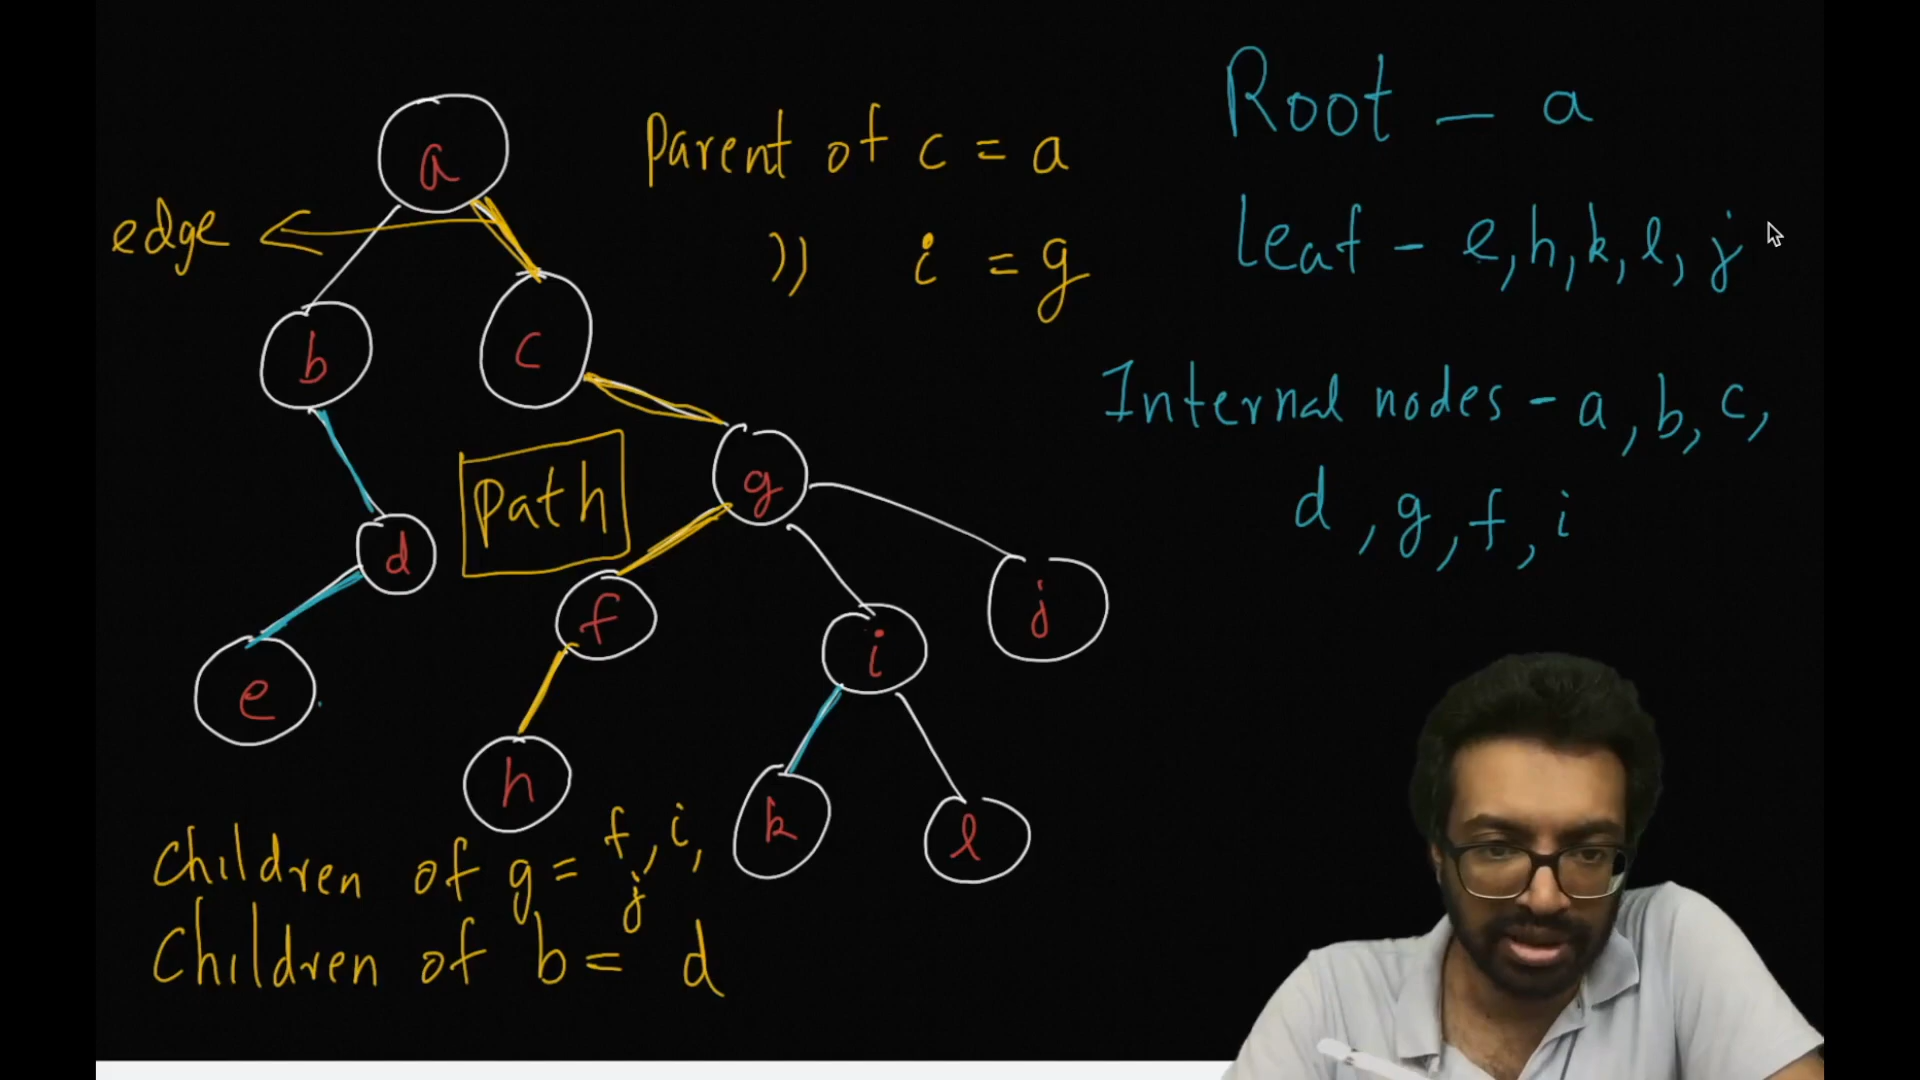 Root - a
a
Parent of c = a
edge
Leaf - e, h, k, l, j
)) i = g
b
c
Internal nodes - a, b, c,
g
Path
d, g, f, i
d
f
j
i
e
h
k
l
Children of g = f, i,
j
Children of b = d